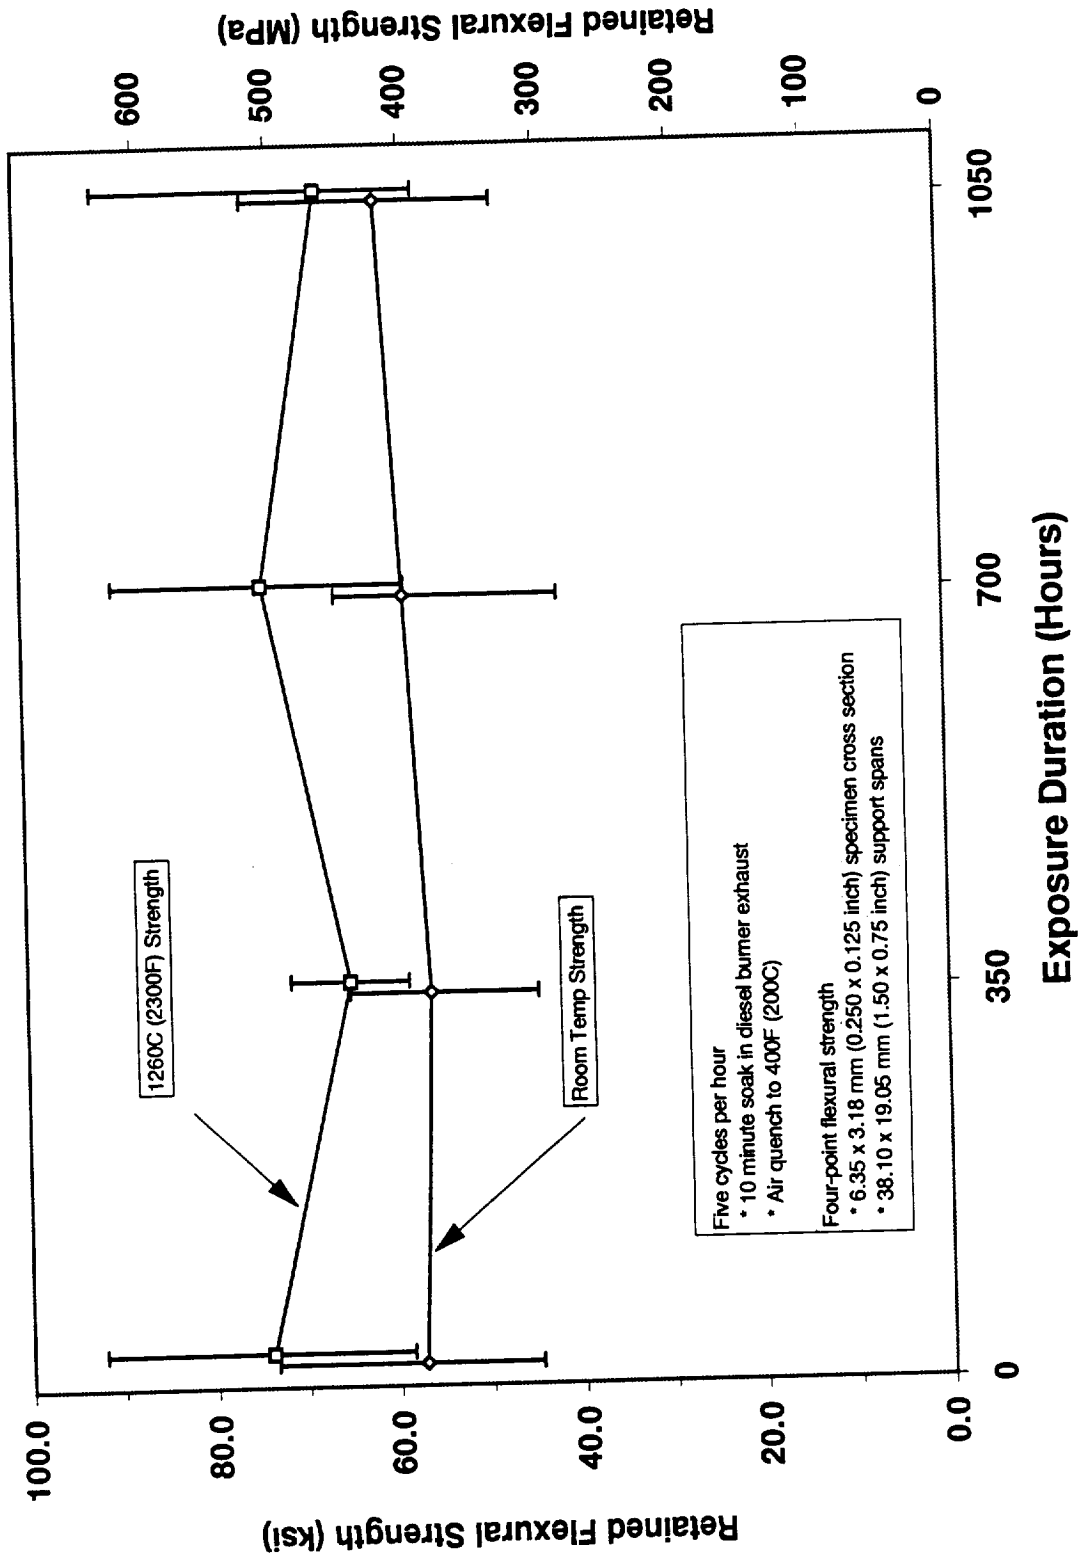 Retained Flexural Strength (MPa)
600
500
400
300
200
100
0
1260C (2300F) Strength
Room Temp Strength
Five cycles per hour
* 10 minute soak in diesel burner exhaust
* Air quench to 400F (200C)
Four-point flexural strength
* 6.35 x 3.18 mm (0.250 x 0.125 inch) specimen cross section
* 38.10 x 19.05 mm (1.50 x 0.75 inch) support spans
100.0
80.0
60.0
40.0
20.0
0.0
Retained Flexural Strength (ksi)
0
350
700
1050
Exposure Duration (Hours)